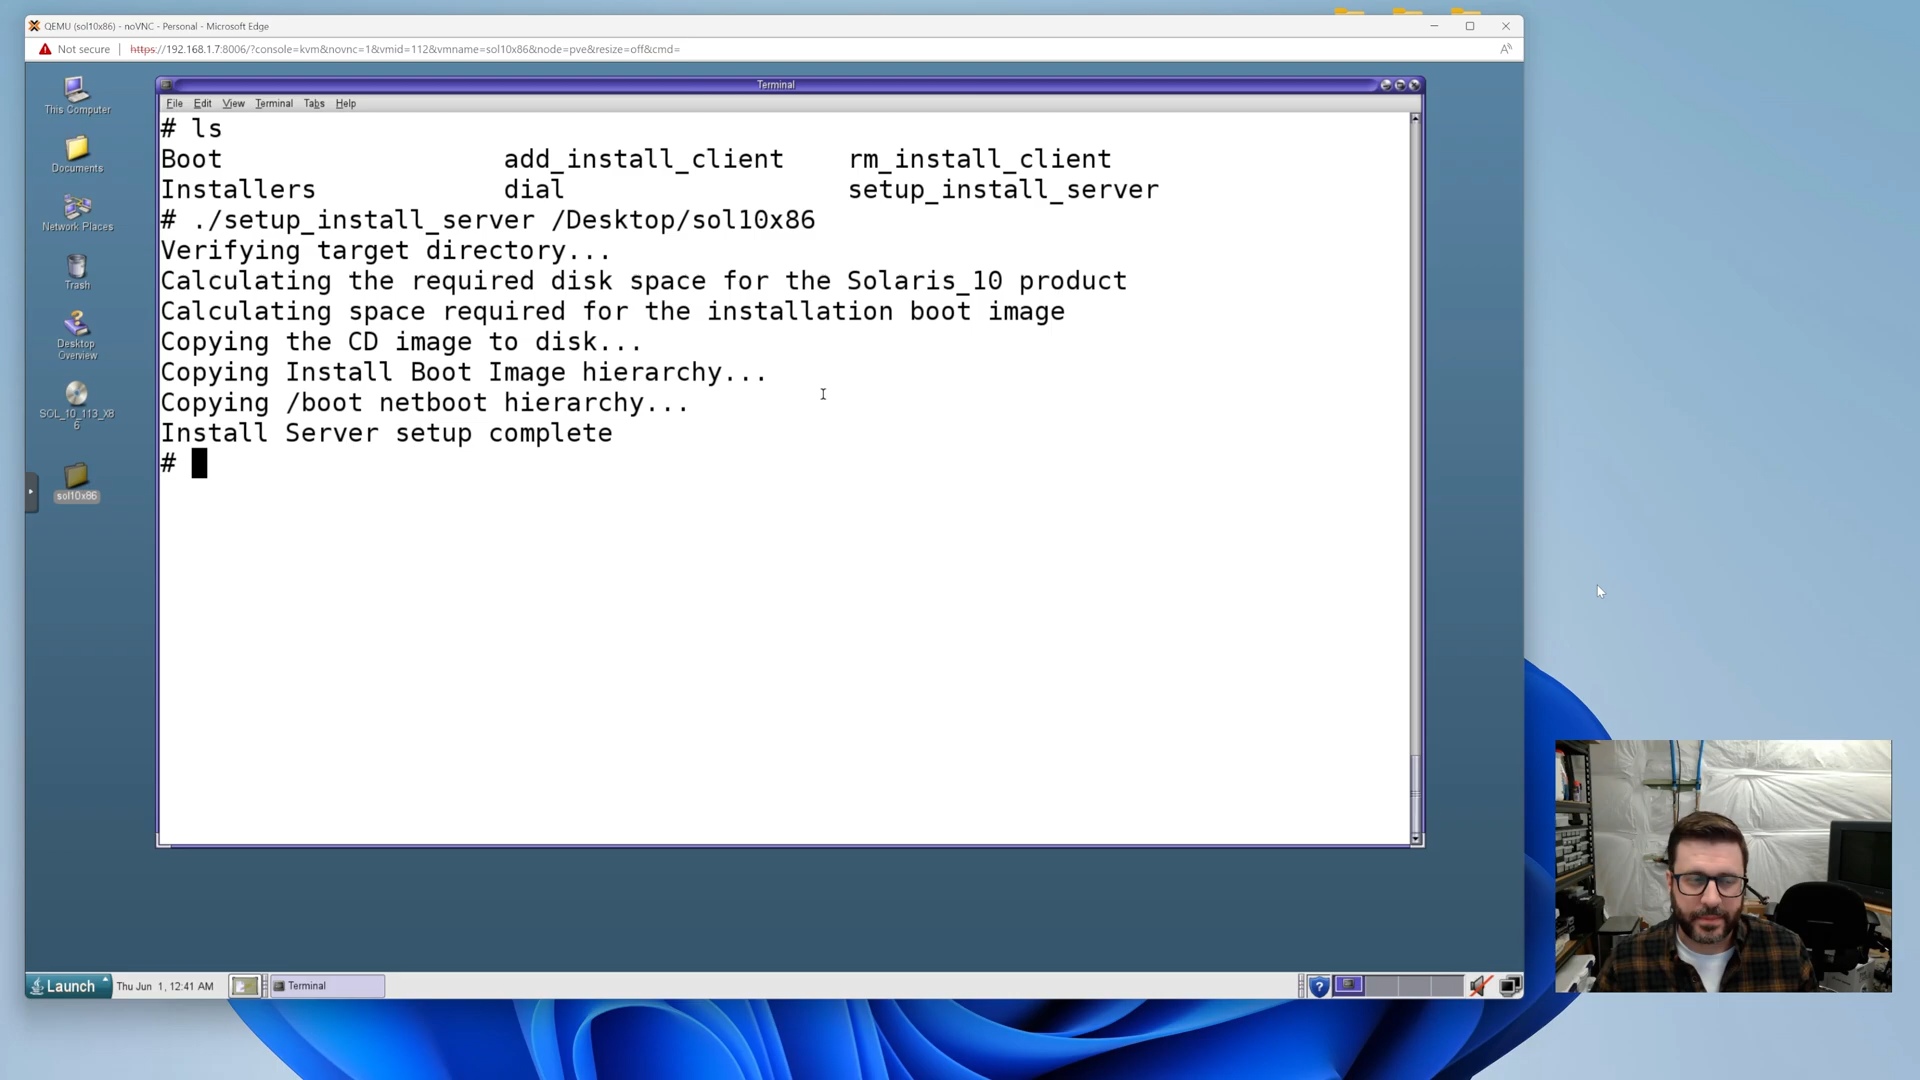 QEMU (sol10x86) - noVNC - Personal - Microsoft Edge
Not secure
https://192.168.1.7:8006/?console=kvm&novnc=1&vmid=112&vmname=sol10x86&node=pve&resize=off&cmd=
This Computer
Documents
Network Places
Trash
Desktop
Overview
SOL_10_113_X8
6
sol10x86
Terminal
File Edit View Terminal Tabs Help
# ls
Boot add_install_client rm_install_client
Installers dial setup_install_server
# ./setup_install_server /Desktop/sol10x86
Verifying target directory...
Calculating the required disk space for the Solaris_10 product
Calculating space required for the installation boot image
Copying the CD image to disk...
Copying Install Boot Image hierarchy...
Copying /boot netboot hierarchy...
Install Server setup complete
#
Launch Thu Jun 1, 12:41 AM Terminal